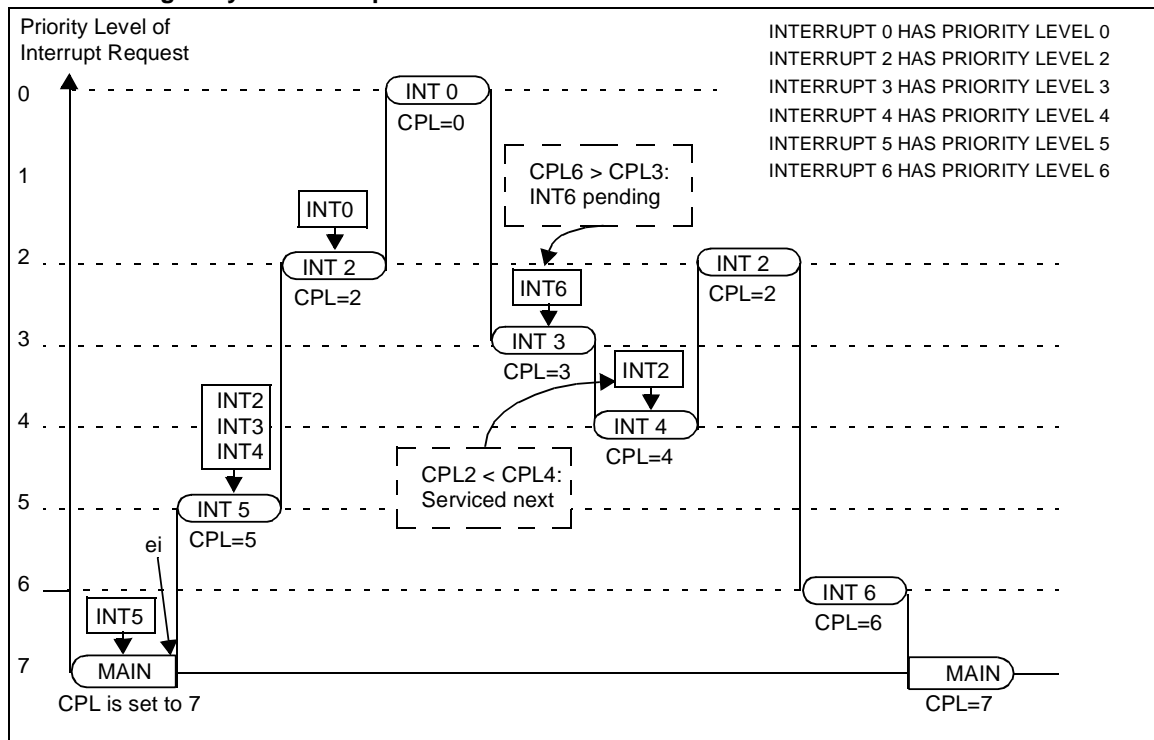 Priority Level of
Interrupt Request
INTERRUPT 0 HAS PRIORITY LEVEL 0
INTERRUPT 2 HAS PRIORITY LEVEL 2
INTERRUPT 3 HAS PRIORITY LEVEL 3
INTERRUPT 4 HAS PRIORITY LEVEL 4
INTERRUPT 5 HAS PRIORITY LEVEL 5
INTERRUPT 6 HAS PRIORITY LEVEL 6
0
INT 0
CPL=0
1
CPL6 > CPL3:
INT6 pending
INT0
2
INT 2
CPL=2
INT 2
CPL=2
INT6
3
INT 3
CPL=3
INT2
INT2
INT3
INT4
4
INT 4
CPL=4
CPL2 < CPL4:
Serviced next
5
INT 5
CPL=5
ei
6
INT 6
CPL=6
INT5
7
MAIN
CPL is set to 7
MAIN
CPL=7